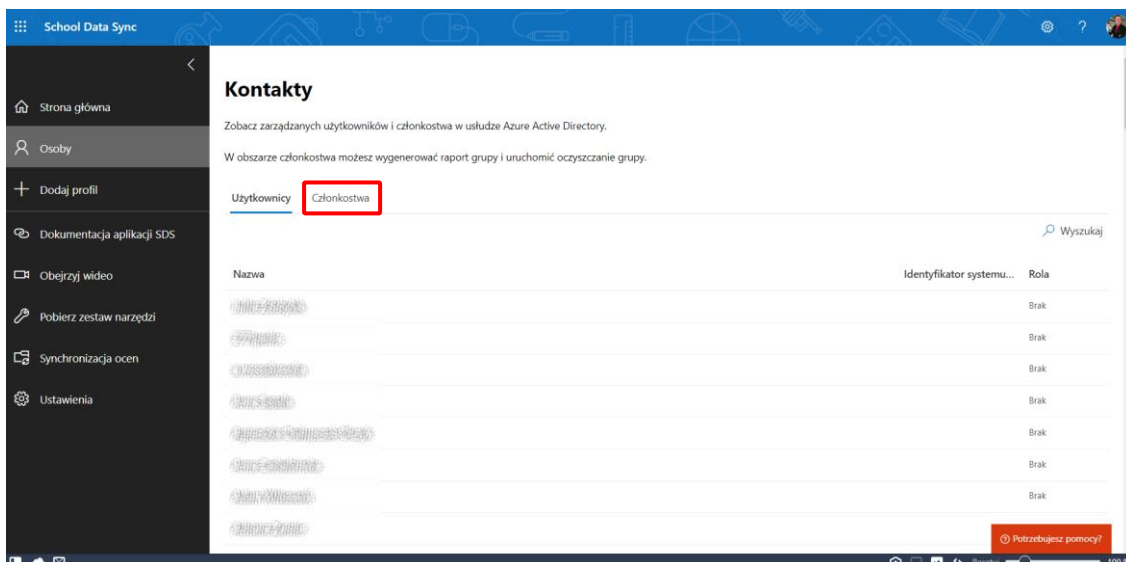 School Data Sync
?
Strona główna
Osoby
Dodaj profil
Dokumentacja aplikacji SDS
Obejrzyj wideo
Pobierz zestaw narzędzi
Synchronizacja ocen
Ustawienia
Kontakty
Zobacz zarządzanych użytkowników i członkostwa w usłudze Azure Active Directory.
W obszarze członkostwa możesz wygenerować raport grupy i uruchomić oczyszczanie grupy.
Użytkownicy Członkostwa
Wyszukaj
Nazwa Identyfikator systemu... Rola
Brak
Brak
Brak
Brak
Brak
Brak
Brak
Potrzebujesz pomocy?